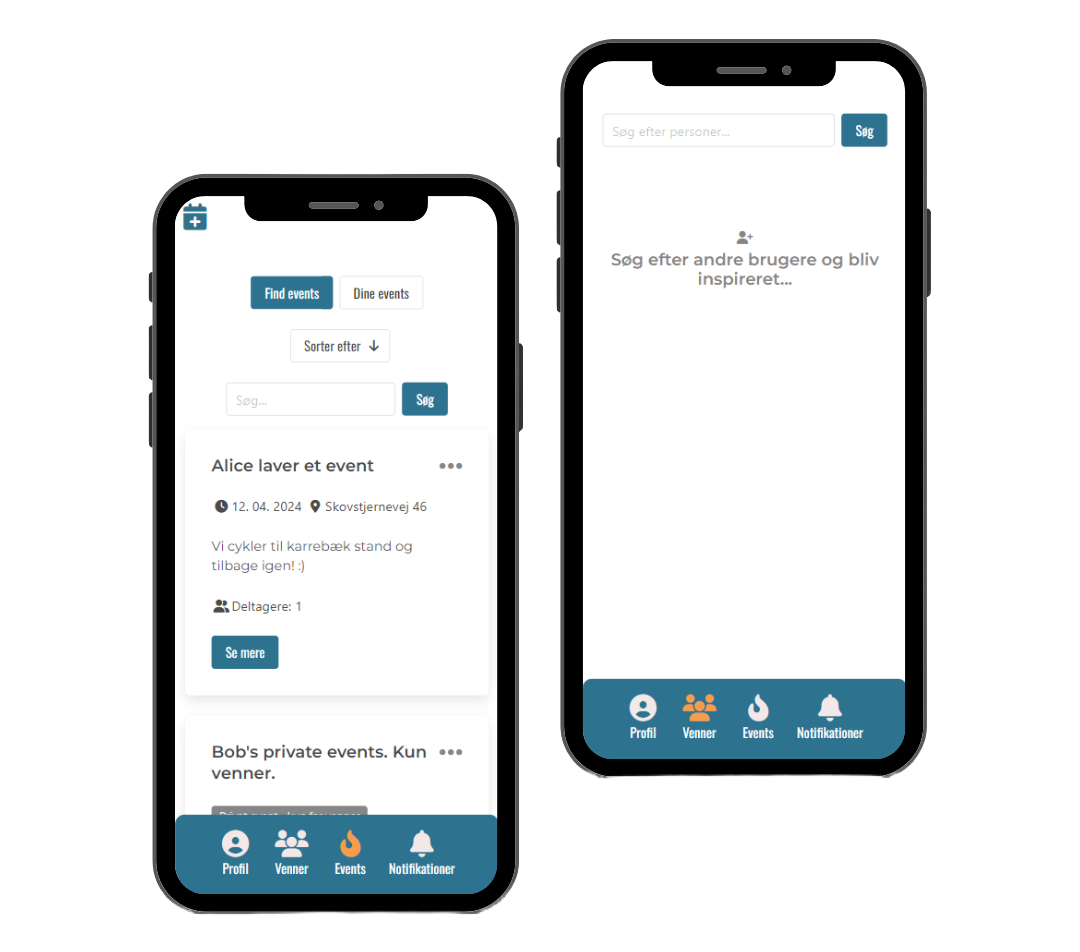 Find events
Dine events
Sorter efter
Søg...
Søg
Alice laver et event
12. 04. 2024 Skovstjernevej 46
Vi cykler til karrebæk stand og
tilbage igen! :)
Deltagere: 1
Se mere
Bob's private events. Kun
venner.
Profil
Venner
Events
Notifikationer
Søg efter personer...
Søg
Søg efter andre brugere og bliv
inspireret...
Profil
Venner
Events
Notifikationer